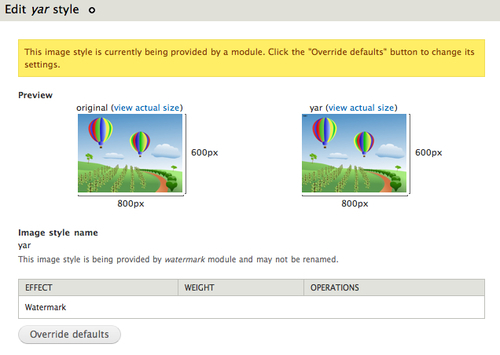 Edit yar style
This image style is currently being provided by a module. Click the "Override defaults" button to change its
settings.
Preview
original (view actual size)
yar (view actual size)
600px
600px
800px
800px
Image style name
yar
This image style is being provided by watermark module and may not be renamed.
EFFECT WEIGHT OPERATIONS
Watermark
Override defaults